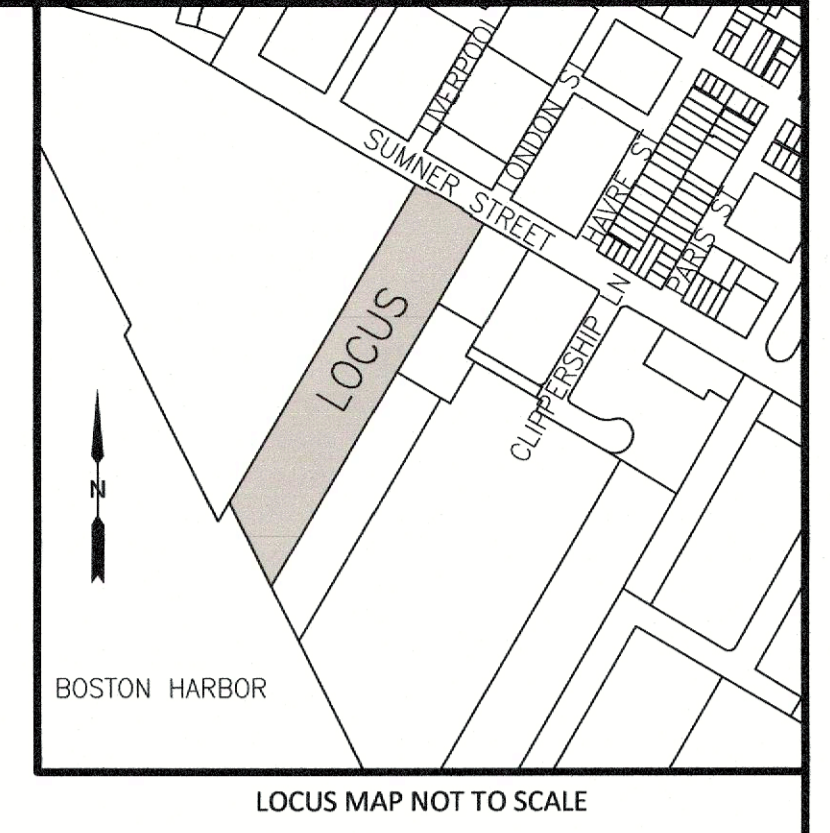 LIVERPOOL
LONDON ST
SUMNER STREET
HAVRE ST
PARIS ST
LOCUS
CLIPPERSHIP LN
N
BOSTON HARBOR
LOCUS MAP NOT TO SCALE